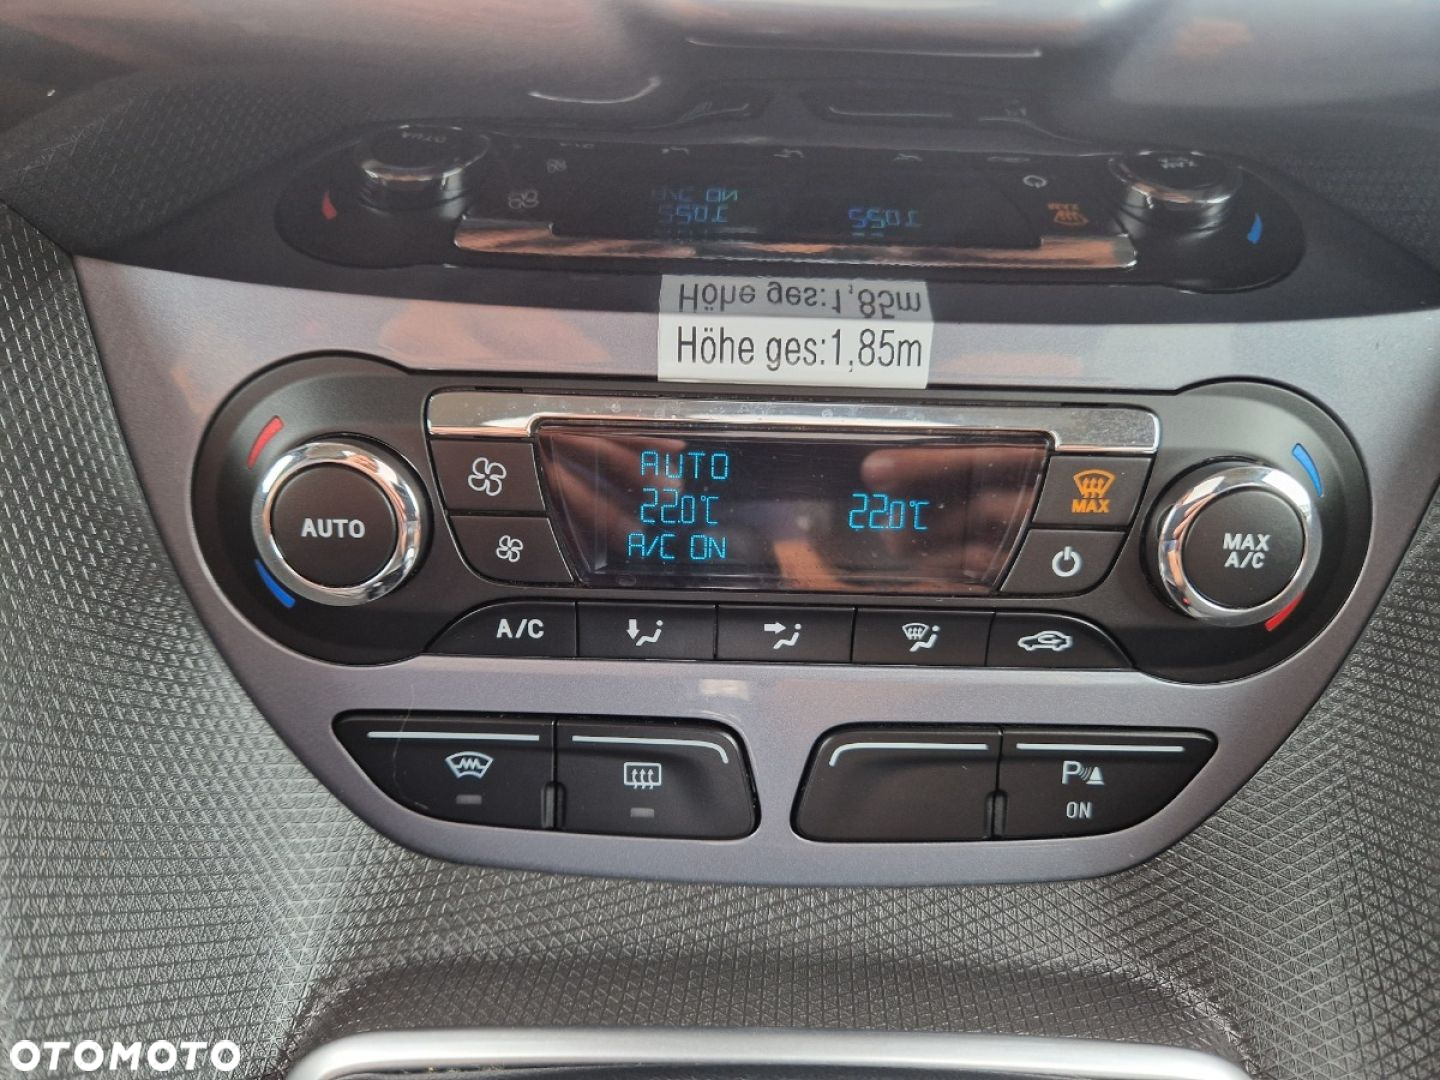 Höhe ges:1,85m
AUTO
22.0°C
22.0°C
A/C ON
AUTO
MAX
MAX
A/C
A/C
P
ON
OTOMOTO